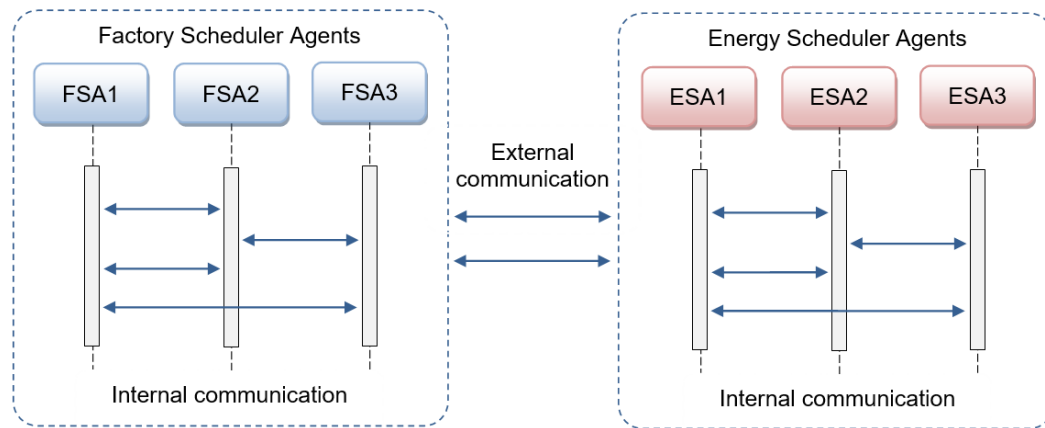 Factory Scheduler Agents
FSA1
FSA2
FSA3
Internal communication
External
communication
Energy Scheduler Agents
ESA1
ESA2
ESA3
Internal communication